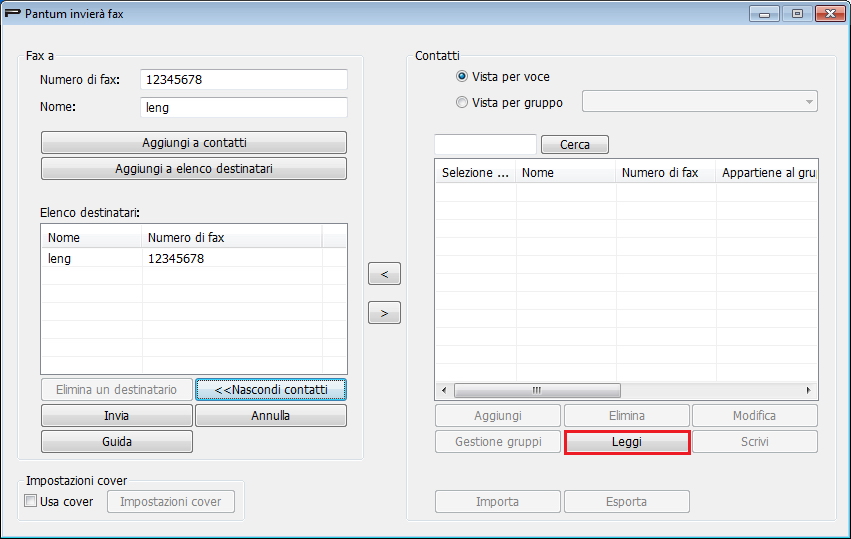 Pantum invierà fax
Fax a
Numero di fax: 12345678
Nome: leng
Aggiungi a contatti
Aggiungi a elenco destinatari
Elenco destinatari:
Nome Numero di fax
leng 12345678
Elimina un destinatario <<Nascondi contatti
Invia Annulla
Guida
Impostazioni cover
Usa cover Impostazioni cover
<
>
Contatti
Vista per voce
Vista per gruppo
Cerca
Selezione ... Nome Numero di fax Appartiene al gru
Aggiungi Elimina Modifica
Gestione gruppi Leggi Scrivi
Importa Esporta